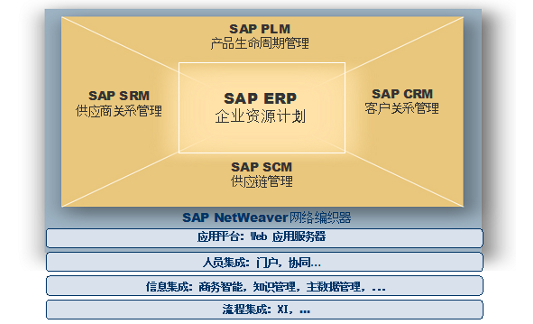 SAP PLM
产品生命周期管理
SAP SRM
供应商关系管理
SAP ERP
企业资源计划
SAP CRM
客户关系管理
SAP SCM
供应链管理
SAP NetWeaver网络编织器
应用平台：Web 应用服务器
人员集成：门户，协同...
信息集成：商务智能，知识管理，主数据管理，...
流程集成：XI，...